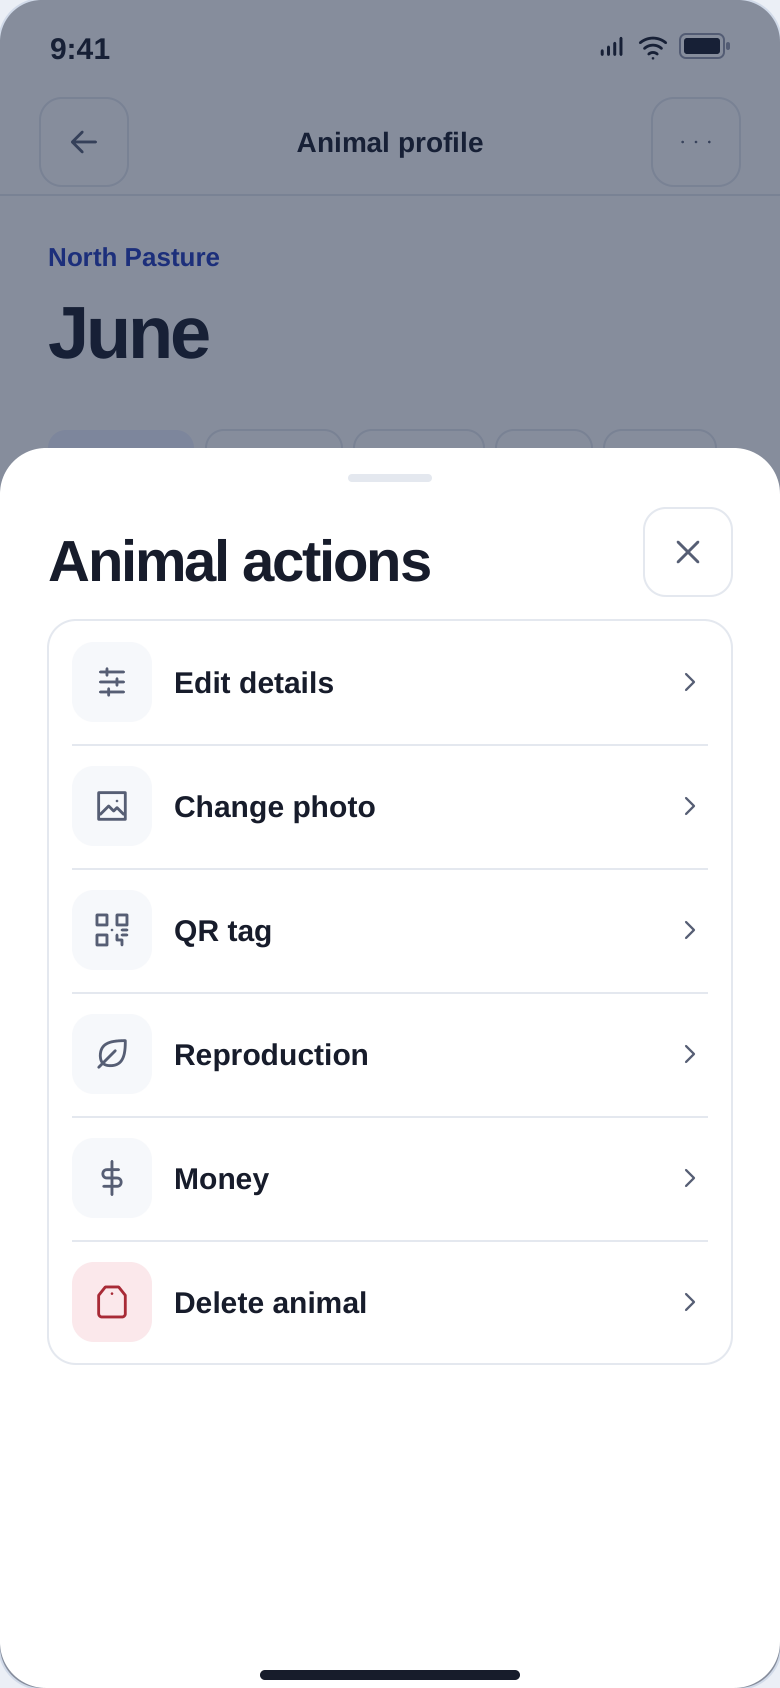 9:41
Animal profile
North Pasture
June
Animal actions
Edit details
Change photo
QR tag
Reproduction
Money
Delete animal